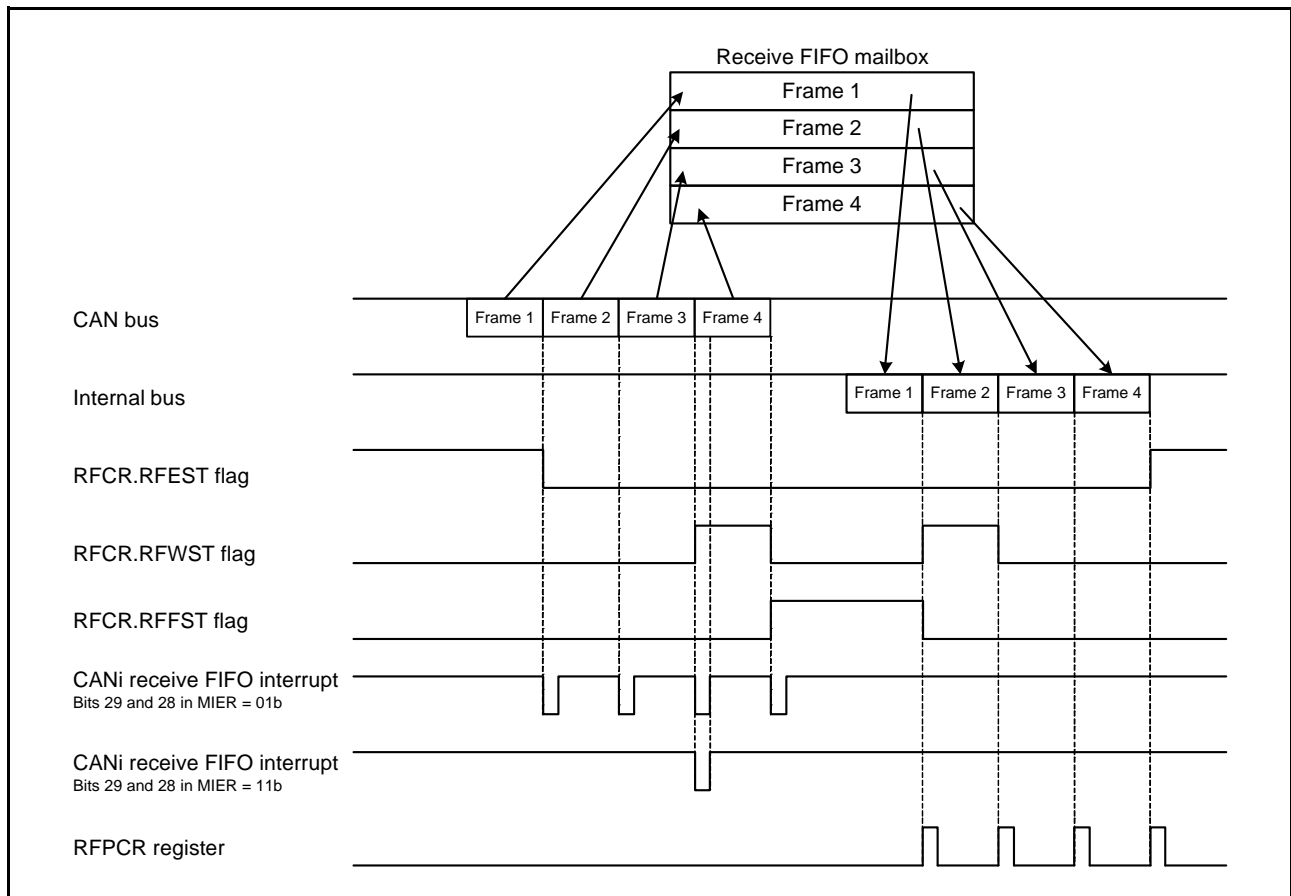 Receive FIFO mailbox
Frame 1
Frame 2
Frame 3
Frame 4
CAN bus
Frame 1 Frame 2 Frame 3 Frame 4
Internal bus
Frame 1 Frame 2 Frame 3 Frame 4
RFCR.RFEST flag
RFCR.RFWST flag
RFCR.RFFST flag
CANi receive FIFO interrupt
Bits 29 and 28 in MIER = 01b
CANi receive FIFO interrupt
Bits 29 and 28 in MIER = 11b
RFPCR register